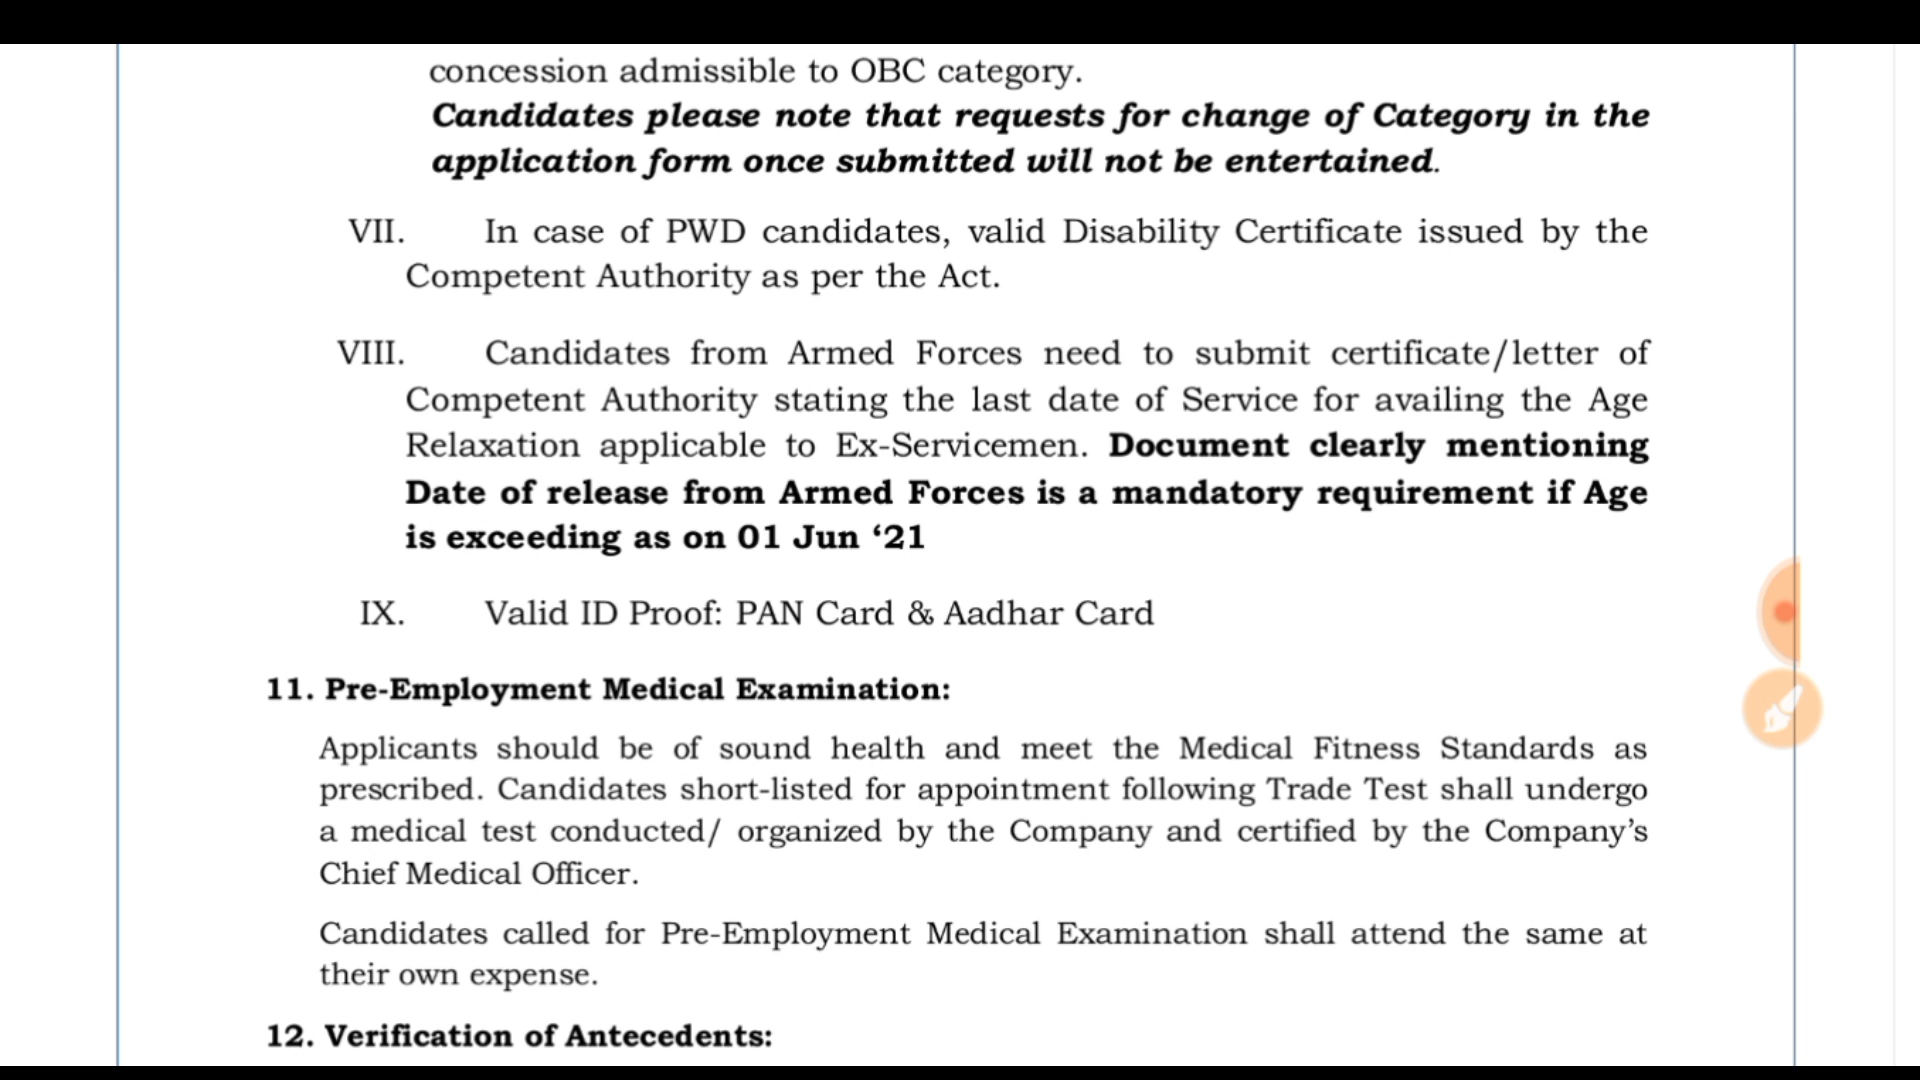 concession admissible to OBC category.
Candidates please note that requests for change of Category in the
application form once submitted will not be entertained.
VII. In case of PWD candidates, valid Disability Certificate issued by the
Competent Authority as per the Act.
VIII. Candidates from Armed Forces need to submit certificate/letter of
Competent Authority stating the last date of Service for availing the Age
Relaxation applicable to Ex-Servicemen. Document clearly mentioning
Date of release from Armed Forces is a mandatory requirement if Age
is exceeding as on 01 Jun ‘21
IX. Valid ID Proof: PAN Card & Aadhar Card
11. Pre-Employment Medical Examination:
Applicants should be of sound health and meet the Medical Fitness Standards as
prescribed. Candidates short-listed for appointment following Trade Test shall undergo
a medical test conducted/ organized by the Company and certified by the Company’s
Chief Medical Officer.
Candidates called for Pre-Employment Medical Examination shall attend the same at
their own expense.
12. Verification of Antecedents: